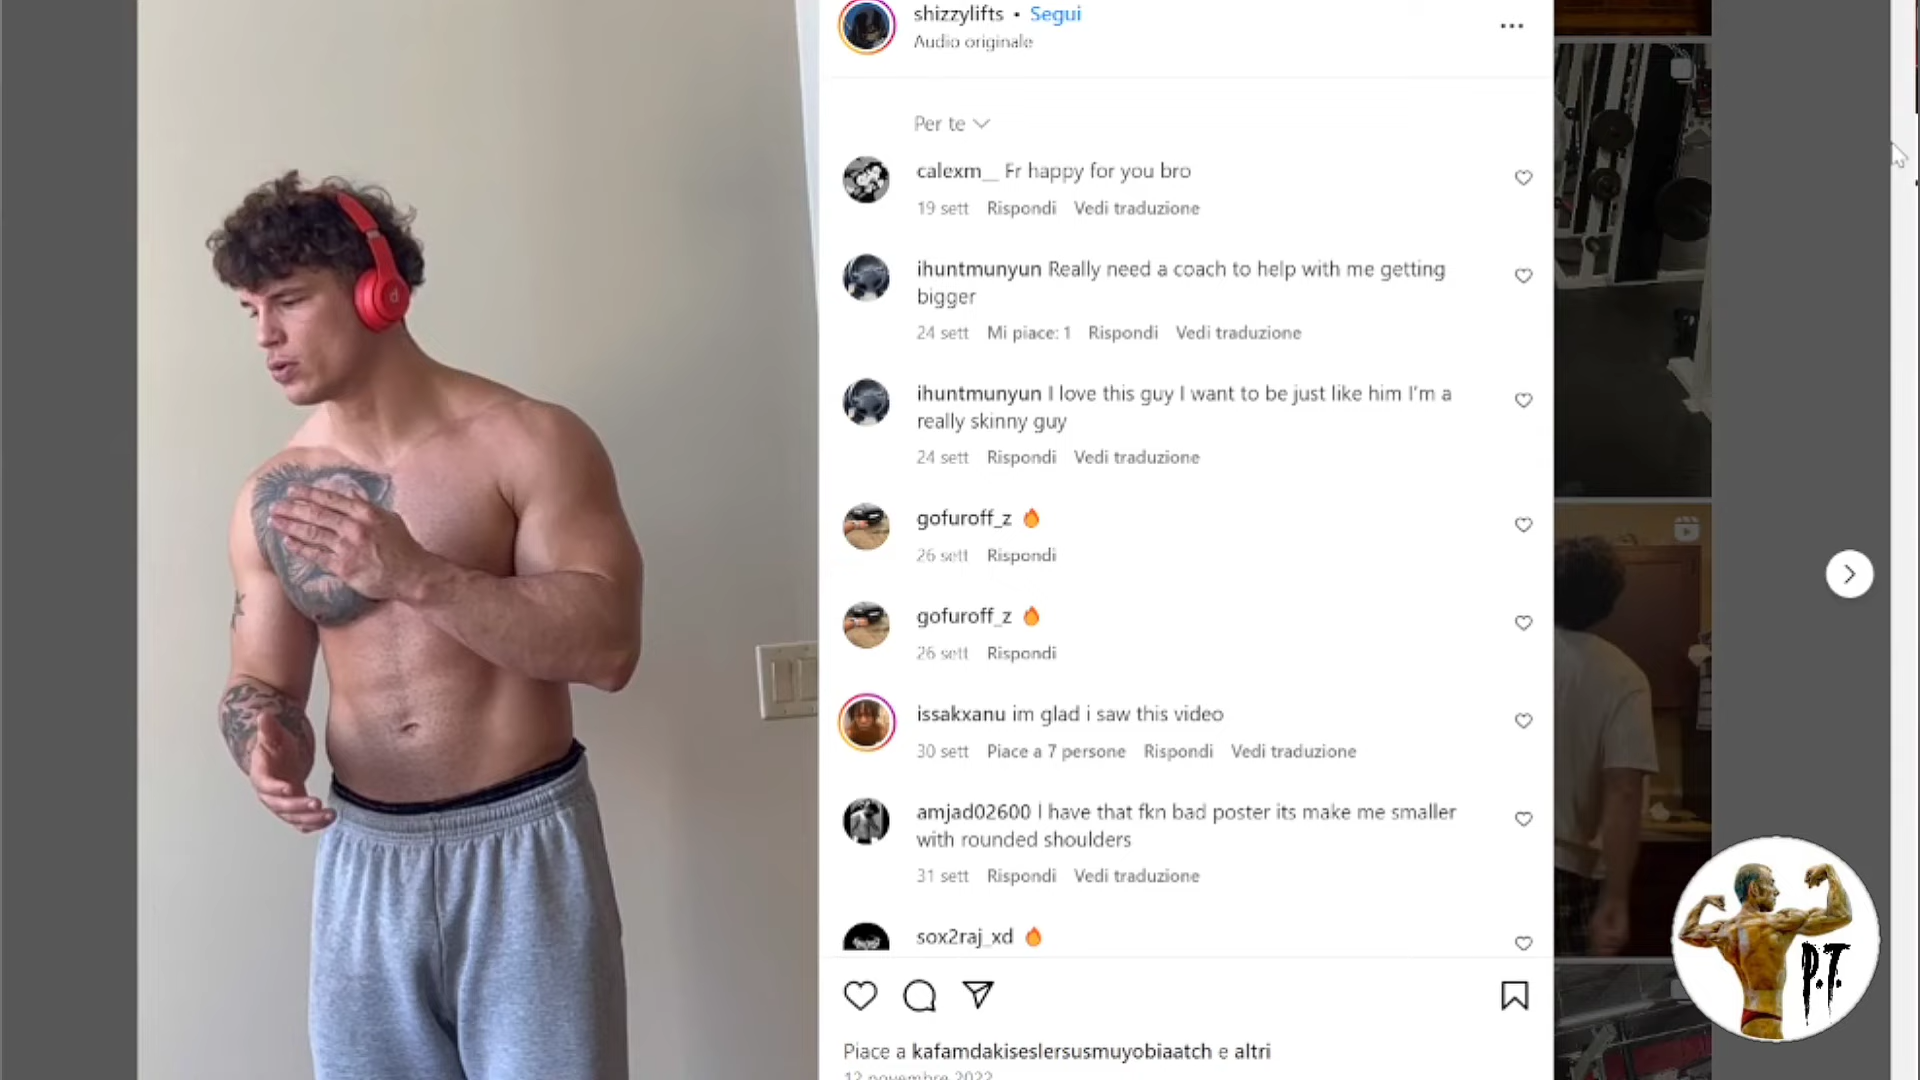 shizzylifts • Segui
Audio originale
Per te
calexm__ Fr happy for you bro
19 sett Rispondi Vedi traduzione
ihuntmunyun Really need a coach to help with me getting
bigger
24 sett Mi piace: 1 Rispondi Vedi traduzione
ihuntmunyun I love this guy I want to be just like him I'm a
really skinny guy
24 sett Rispondi Vedi traduzione
gofuroff_z 🔥
26 sett Rispondi
gofuroff_z 🔥
26 sett Rispondi
issakxanu im glad i saw this video
30 sett Piace a 7 persone Rispondi Vedi traduzione
amjad02600 I have that fkn bad poster its make me smaller
with rounded shoulders
31 sett Rispondi Vedi traduzione
sox2raj_xd 🔥
P.T.
Piace a kafamdakiseslersusmuyobiaatch e altri
12 novembre 2022